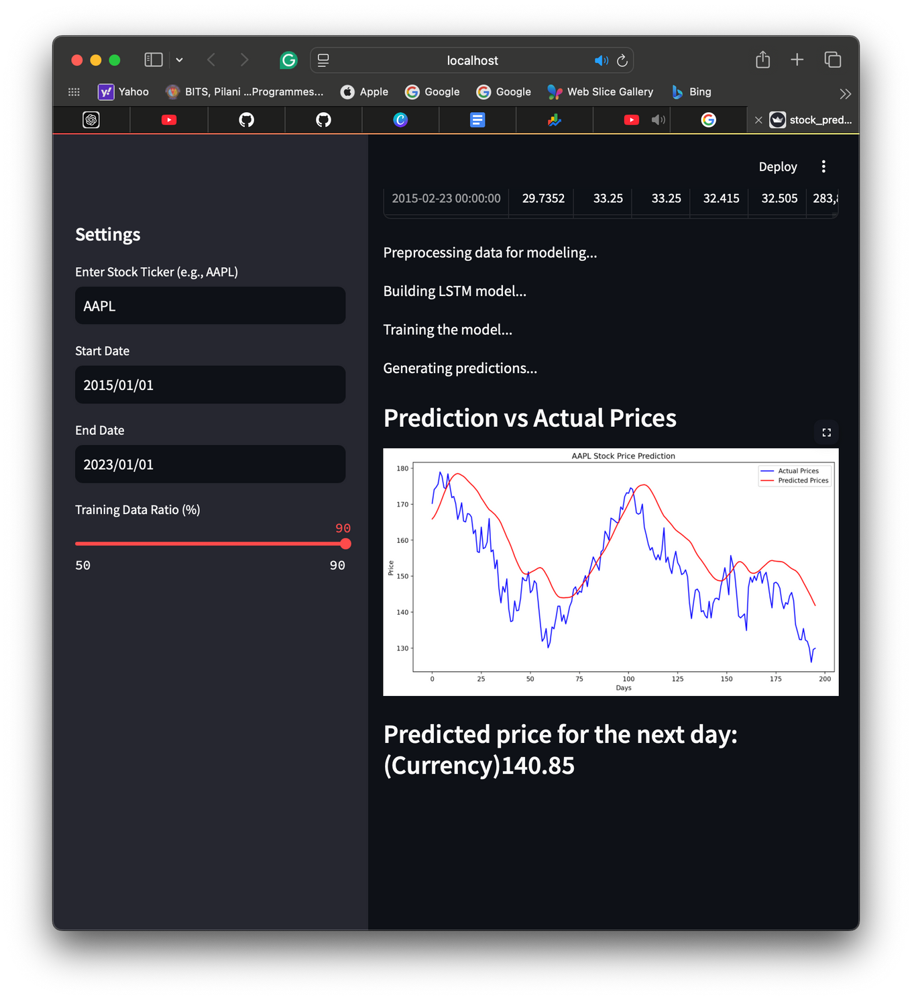 localhost
Yahoo
BITS, Pilani ...Programmes...
Apple
Google
Google
Web Slice Gallery
Bing
stock_pred...
Deploy
Settings
Enter Stock Ticker (e.g., AAPL)
AAPL
Start Date
2015/01/01
End Date
2023/01/01
Training Data Ratio (%)
90
50 90
2015-02-23 00:00:00 29.7352 33.25 33.25 32.415 32.505
Preprocessing data for modeling...
Building LSTM model...
Training the model...
Generating predictions...
Prediction vs Actual Prices
AAPL Stock Price Prediction
Actual Prices
Predicted Prices
Price
180
170
160
150
140
130
0 25 50 75 100 125 150 175 200
Days
Predicted price for the next day:
(Currency)140.85